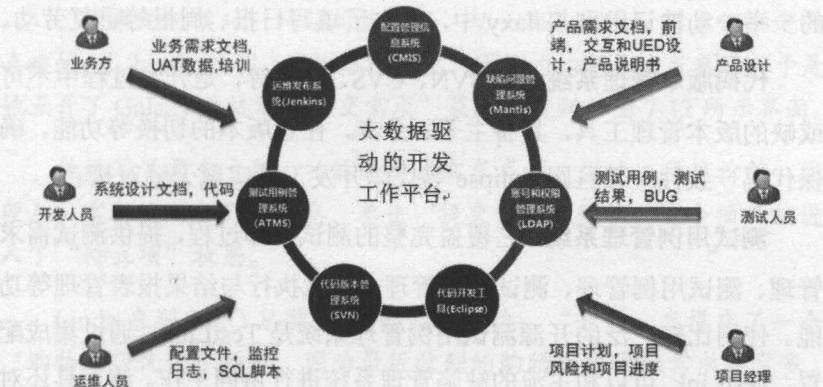 配置管理信
息系统
(CMIS)
业务方
业务需求文档,
UAT数据,培训
产品需求文档,前
端,交互和UED设
计,产品说明书
产品设计
运维发布系
统(Jenkins)
缺陷问题管
理系统
(Mantis)
大数据驱
动的开发
工作平台
开发人员
系统设计文档,代码
测试用例管
理系统
(ATMS)
账号和权限
管理系统
(LDAP)
测试用例,测试
结果,BUG
测试人员
代码版本管
理系统
(SVN)
代码开发工
具(Eclipse)
运维人员
配置文件,监控
日志,SQL脚本
项目计划,项目
风险和项目进度
项目经理